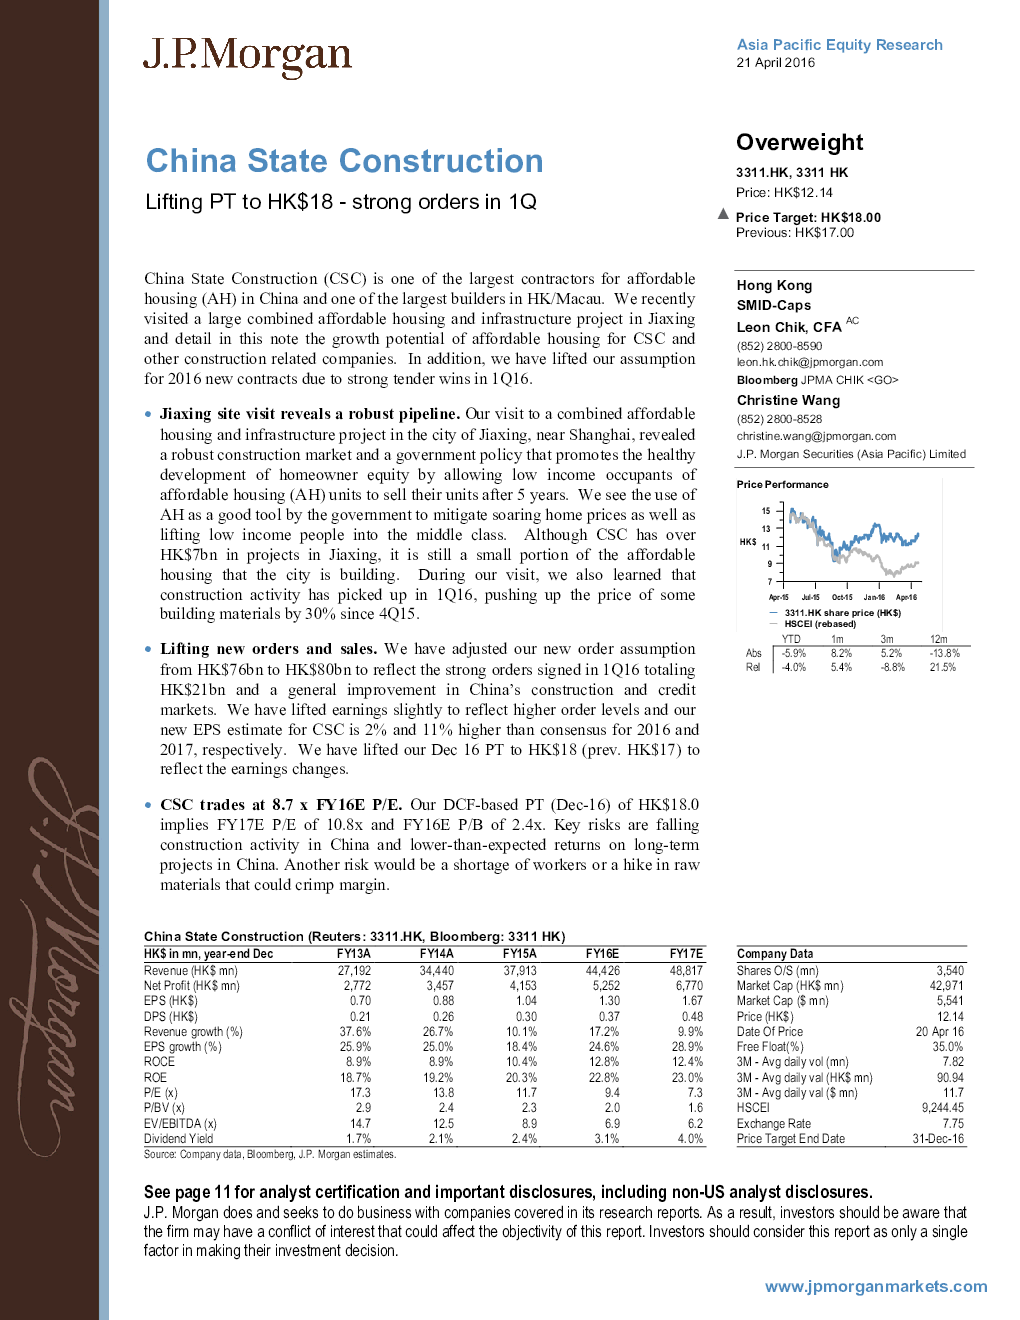 J.P.Morgan
Asia Pacific Equity Research
21 April 2016
China State Construction
Lifting PT to HK$18 - strong orders in 1Q
Overweight
3311.HK, 3311 HK
Price: HK$12.14
▲ Price Target: HK$18.00
Previous: HK$17.00
China State Construction (CSC) is one of the largest contractors for affordable
housing (AH) in China and one of the largest builders in HK/Macau. We recently
visited a large combined affordable housing and infrastructure project in Jiaxing
and detail in this note the growth potential of affordable housing for CSC and
other construction related companies. In addition, we have lifted our assumption
for 2016 new contracts due to strong tender wins in 1Q16.
• Jiaxing site visit reveals a robust pipeline. Our visit to a combined affordable
housing and infrastructure project in the city of Jiaxing, near Shanghai, revealed
a robust construction market and a government policy that promotes the healthy
development of homeowner equity by allowing low income occupants of
affordable housing (AH) units to sell their units after 5 years. We see the use of
AH as a good tool by the government to mitigate soaring home prices as well as
lifting low income people into the middle class. Although CSC has over
HK$7bn in projects in Jiaxing, it is still a small portion of the affordable
housing that the city is building. During our visit, we also learned that
construction activity has picked up in 1Q16, pushing up the price of some
building materials by 30% since 4Q15.
• Lifting new orders and sales. We have adjusted our new order assumption
from HK$76bn to HK$80bn to reflect the strong orders signed in 1Q16 totaling
HK$21bn and a general improvement in China's construction and credit
markets. We have lifted earnings slightly to reflect higher order levels and our
new EPS estimate for CSC is 2% and 11% higher than consensus for 2016 and
2017, respectively. We have lifted our Dec 16 PT to HK$18 (prev. HK$17) to
reflect the earnings changes.
• CSC trades at 8.7 x FY16E P/E. Our DCF-based PT (Dec-16) of HK$18.0
implies FY17E P/E of 10.8x and FY16E P/B of 2.4x. Key risks are falling
construction activity in China and lower-than-expected returns on long-term
projects in China. Another risk would be a shortage of workers or a hike in raw
materials that could crimp margin.
Hong Kong
SMID-Caps
Leon Chik, CFA AC
(852) 2800-8590
leon.hk.chik@jpmorgan.com
Bloomberg JPMA CHIK <GO>
Christine Wang
(852) 2800-8528
christine.wang@jpmorgan.com
J.P. Morgan Securities (Asia Pacific) Limited
Price Performance
15
13
HK$ 11
9
7
Apr-15 Jul-15 Oct-15 Jan-16 Apr-16
3311.HK share price (HK$)
HSCEI (rebased)
YTD 1m 3m 12m
Abs -5.9% 8.2% 5.2% -13.8%
Rel -4.0% 5.4% -8.8% 21.5%
China State Construction (Reuters: 3311.HK, Bloomberg: 3311 HK)
HK$ in mn, year-end Dec FY13A FY14A FY15A FY16E FY17E
Revenue (HK$ mn) 27,192 34,440 37,913 44,426 48,817
Net Profit (HK$ mn) 2,772 3,457 4,153 5,252 6,770
EPS (HK$) 0.70 0.88 1.04 1.30 1.67
DPS (HK$) 0.21 0.26 0.30 0.37 0.48
Revenue growth (%) 37.6% 26.7% 10.1% 17.2% 9.9%
EPS growth (%) 25.9% 25.0% 18.4% 24.6% 28.9%
ROCE 8.9% 8.9% 10.4% 12.8% 12.4%
ROE 18.7% 19.2% 20.3% 22.8% 23.0%
P/E (x) 17.3 13.8 11.7 9.4 7.3
P/BV (x) 2.9 2.4 2.3 2.0 1.6
EV/EBITDA (x) 14.7 12.5 8.9 6.9 6.2
Dividend Yield 1.7% 2.1% 2.4% 3.1% 4.0%
Source: Company data, Bloomberg, J.P. Morgan estimates.
Company Data
Shares O/S (mn) 3,540
Market Cap (HK$ mn) 42,971
Market Cap ($ mn) 5,541
Price (HK$) 12.14
Date Of Price 20 Apr 16
Free Float(%) 35.0%
3M - Avg daily vol (mn) 7.82
3M - Avg daily val (HK$ mn) 90.94
3M - Avg daily val ($ mn) 11.7
HSCEI 9,244.45
Exchange Rate 7.75
Price Target End Date 31-Dec-16
See page 11 for analyst certification and important disclosures, including non-US analyst disclosures.
J.P. Morgan does and seeks to do business with companies covered in its research reports. As a result, investors should be aware that
the firm may have a conflict of interest that could affect the objectivity of this report. Investors should consider this report as only a single
factor in making their investment decision.
www.jpmorganmarkets.com
J.P.Morgan